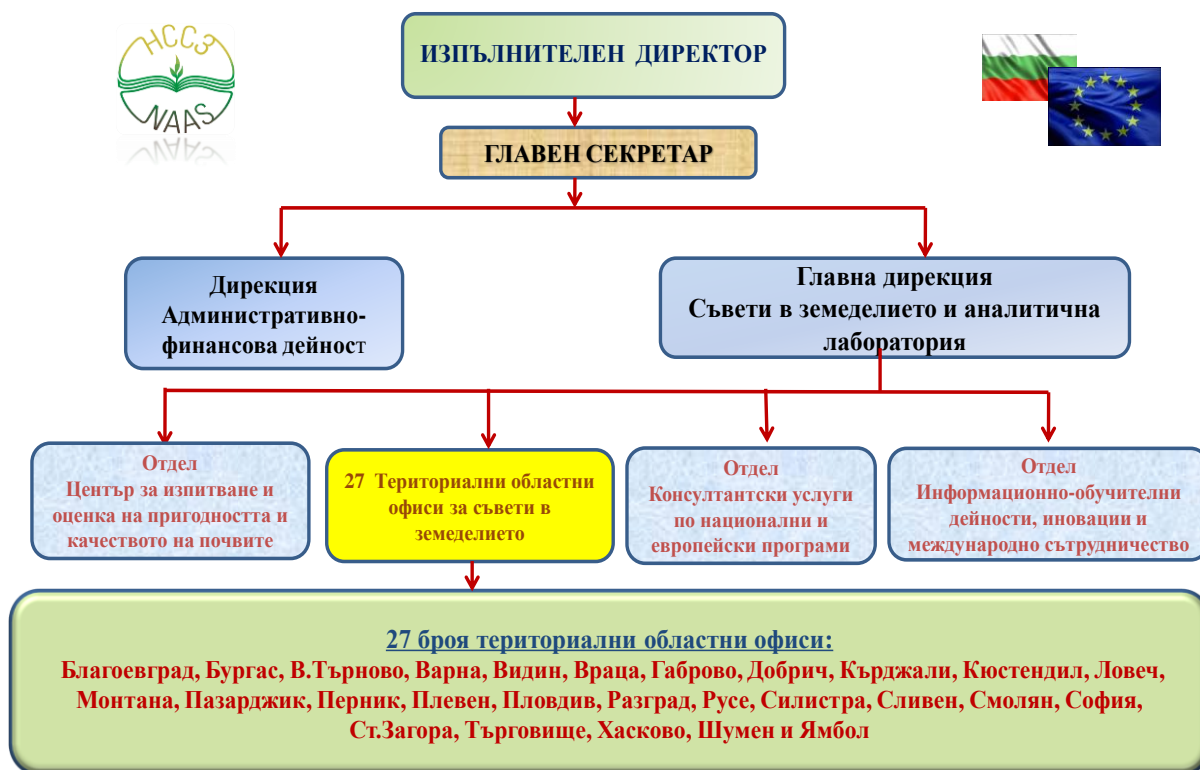 НССЗ
NAAS
ИЗПЪЛНИТЕЛЕН ДИРЕКТОР
ГЛАВЕН СЕКРЕТАР
Дирекция
Административно-
финансова дейност
Главна дирекция
Съвети в земеделието и аналитична
лаборатория
Отдел
Център за изпитване и
оценка на пригодността и
качеството на почвите
27 Териториални областни
офиси за съвети в
земеделието
Отдел
Консултантски услуги
по национални и
европейски програми
Отдел
Информационно-обучителни
дейности, иновации и
международно сътрудничество
27 броя териториални областни офиси:
Благоевград, Бургас, В.Търново, Варна, Видин, Враца, Габрово, Добрич, Кърджали, Кюстендил, Ловеч,
Монтана, Пазарджик, Перник, Плевен, Пловдив, Разград, Русе, Силистра, Сливен, Смолян, София,
Ст.Загора, Търговище, Хасково, Шумен и Ямбол